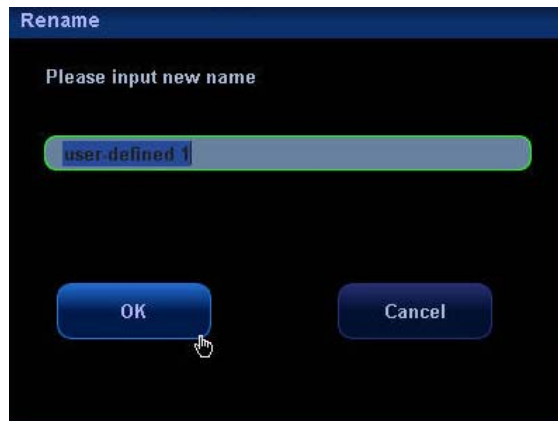 Rename
Please input new name
user-defined 1
OK
Cancel